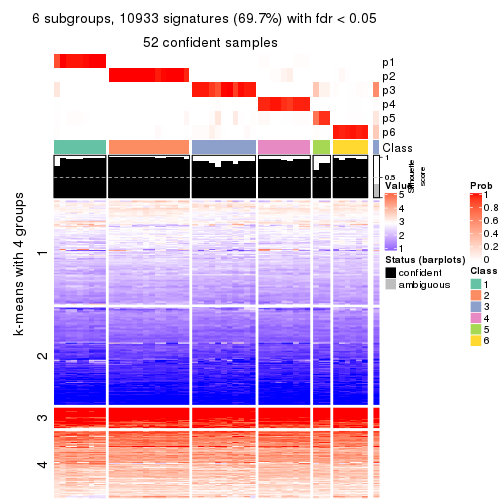 6 subgroups, 10933 signatures (69.7%) with fdr < 0.05
52 confident samples
p1
p2
p3
p4
p5
p6
Class
1
0.5
Silhouette
score
k-means with 4 groups
1
2
3
4
Value
5
4
3
2
1
Status (barplots)
confident
ambiguous
Prob
1
0.8
0.6
0.4
0.2
0
Class
1
2
3
4
5
6